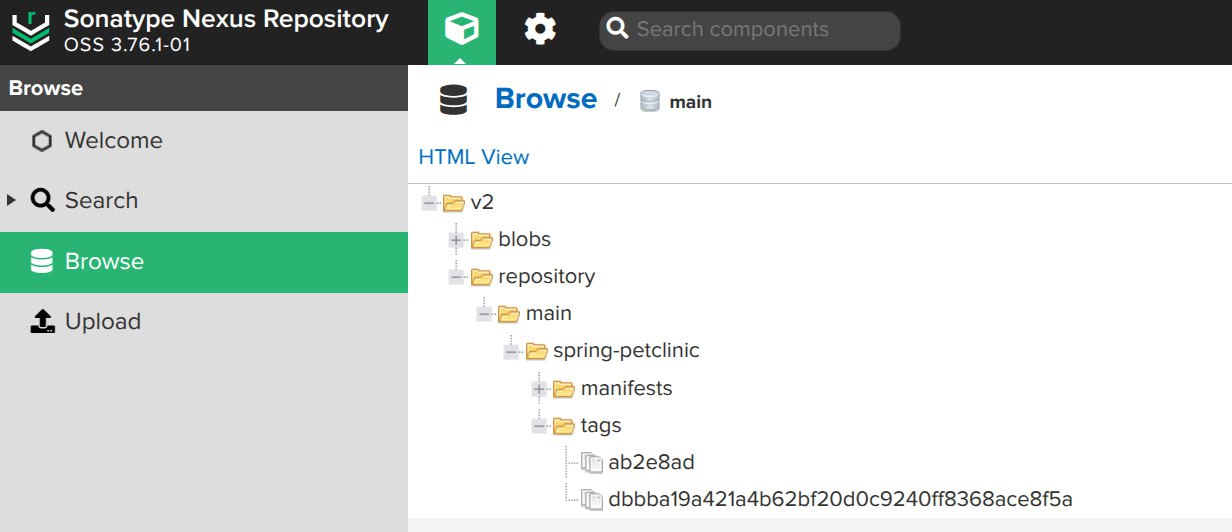 Sonatype Nexus Repository
OSS 3.76.1-01
Search components
Browse
Browse / main
Welcome
HTML View
Search
v2
blobs
Browse
repository
main
Upload
spring-petclinic
manifests
tags
ab2e8ad
dbbba19a421a4b62bf20d0c9240ff8368ace8f5a